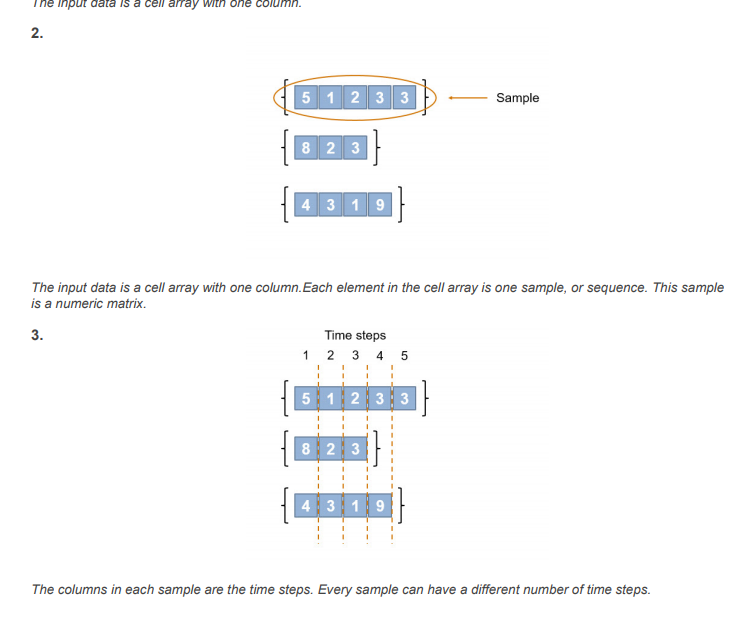 The input data is a cell array with one column.
2.
5 1 2 3 3
Sample
8 2 3
4 3 1 9
The input data is a cell array with one column.Each element in the cell array is one sample, or sequence. This sample
is a numeric matrix.
3.
Time steps
1 2 3 4 5
5 1 2 3 3
8 2 3
4 3 1 9
The columns in each sample are the time steps. Every sample can have a different number of time steps.